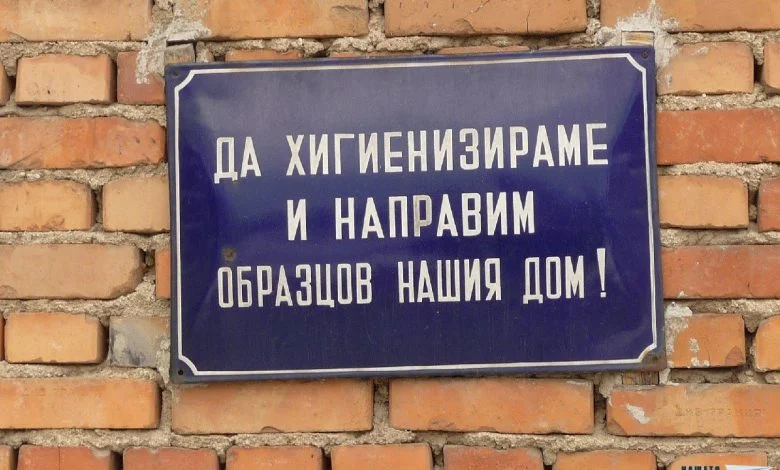 ДА ХИГИЕНИЗИРАМЕ
И НАПРАВИМ
ОБРАЗЦОВ НАШИЯ ДОМ!